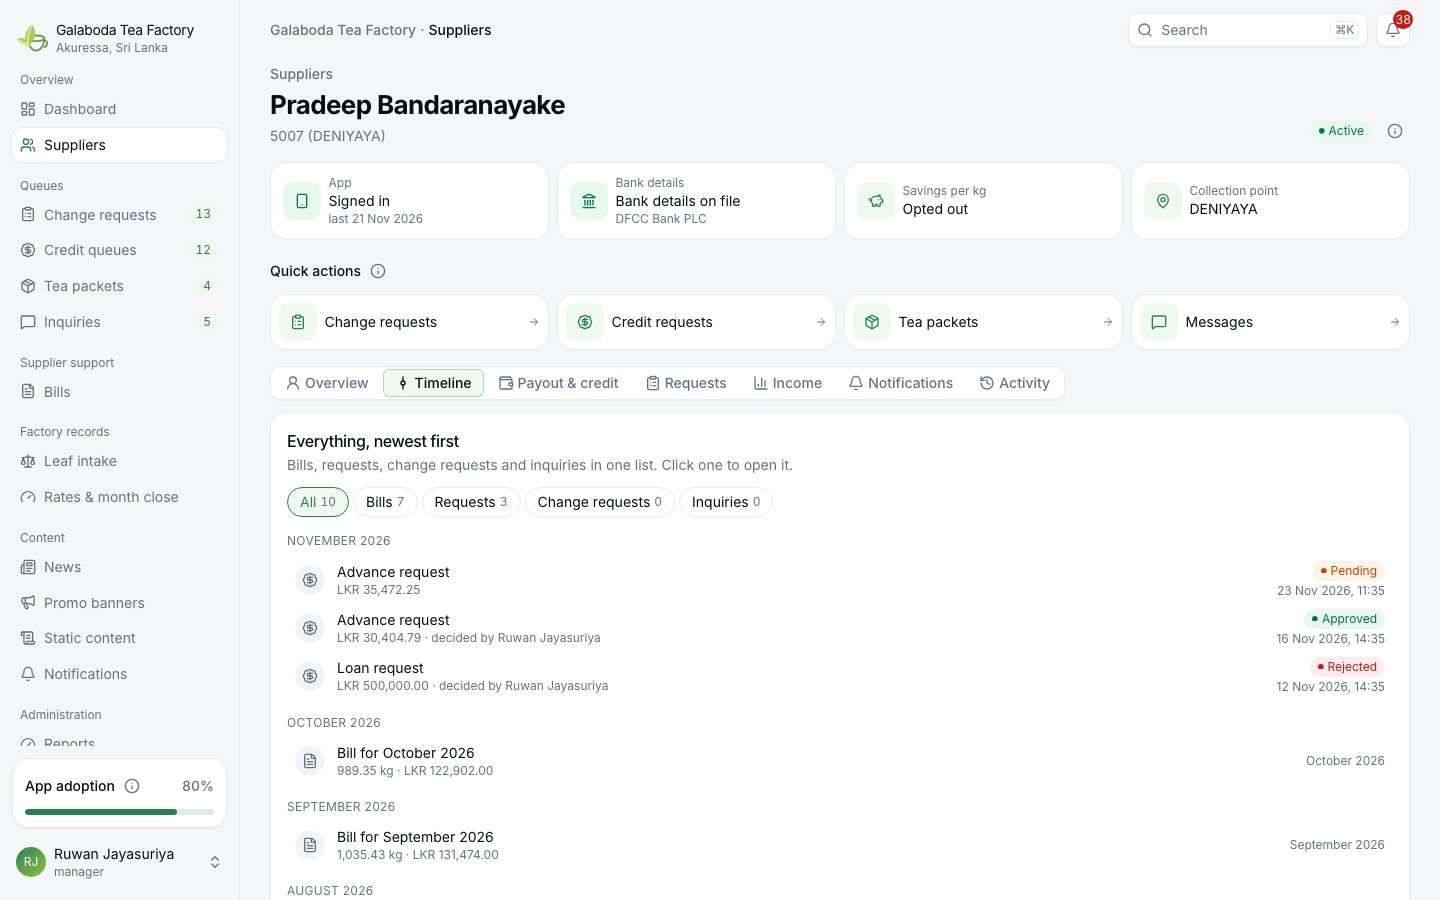 Galaboda Tea Factory
Akuressa, Sri Lanka
Overview
Dashboard
Suppliers
Queues
Change requests 13
Credit queues 12
Tea packets 4
Inquiries 5
Supplier support
Bills
Factory records
Leaf intake
Rates & month close
Content
News
Promo banners
Static content
Notifications
Administration
Reports
App adoption 80%
RJ
Ruwan Jayasuriya
manager
Galaboda Tea Factory · Suppliers
Search ⌘K
38
Suppliers
Pradeep Bandaranayake
5007 (DENIYAYA)
Active
App
Signed in
last 21 Nov 2026
Bank details
Bank details on file
DFCC Bank PLC
Savings per kg
Opted out
Collection point
DENIYAYA
Quick actions
Change requests
Credit requests
Tea packets
Messages
Overview Timeline Payout & credit Requests Income Notifications Activity
Everything, newest first
Bills, requests, change requests and inquiries in one list. Click one to open it.
All 10 Bills 7 Requests 3 Change requests 0 Inquiries 0
NOVEMBER 2026
Advance request
LKR 35,472.25
Pending
23 Nov 2026, 11:35
Advance request
LKR 30,404.79 · decided by Ruwan Jayasuriya
Approved
16 Nov 2026, 14:35
Loan request
LKR 500,000.00 · decided by Ruwan Jayasuriya
Rejected
12 Nov 2026, 14:35
OCTOBER 2026
Bill for October 2026
989.35 kg · LKR 122,902.00
October 2026
SEPTEMBER 2026
Bill for September 2026
1,035.43 kg · LKR 131,474.00
September 2026
AUGUST 2026